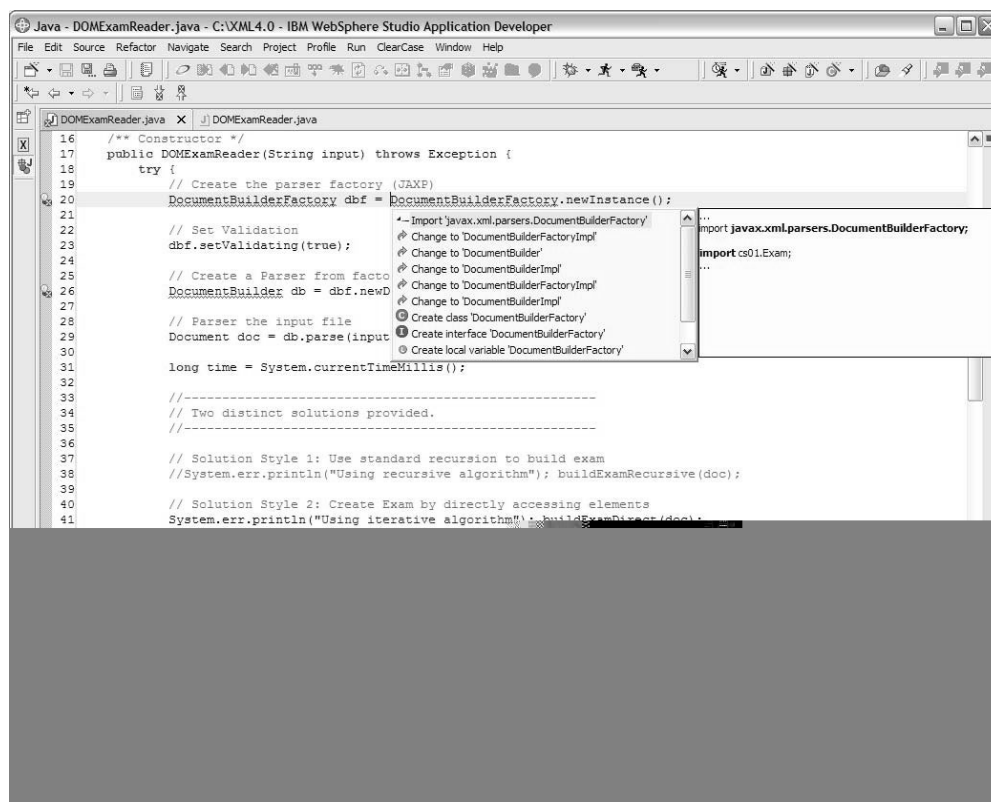 Java - DOMExamReader.java - C:\XML4.0 - IBM WebSphere Studio Application Developer
File Edit Source Refactor Navigate Search Project Profile Run ClearCase Window Help
DOMExamReader.java X DOMExamReader.java
16 /** Constructor */
17 public DOMExamReader(String input) throws Exception {
18 try {
19 // Create the parser factory (JAXP)
20 DocumentBuilderFactory dbf = DocumentBuilderFactory.newInstance();
21
22 // Set Validation
23 dbf.setValidating(true);
24
25 // Create a Parser from facto
26 DocumentBuilder db = dbf.newD
27
28 // Parser the input file
29 Document doc = db.parse(input
30
31 long time = System.currentTimeMillis();
32
33 //------------------------------------------------------
34 // Two distinct solutions provided.
35 //------------------------------------------------------
36
37 // Solution Style 1: Use standard recursion to build exam
38 //System.err.println("Using recursive algorithm"); buildExamRecursive(doc);
39
40 // Solution Style 2: Create Exam by directly accessing elements
41 System.err.println("Using iterative algorithm"); buildExamDirect(doc);
Import 'javax.xml.parsers.DocumentBuilderFactory'
Change to 'DocumentBuilderFactoryImpl'
Change to 'DocumentBuilder'
Change to 'DocumentBuilderImpl'
Change to 'DocumentBuilderFactoryImpl'
Change to 'DocumentBuilderImpl'
Create class 'DocumentBuilderFactory'
Create interface 'DocumentBuilderFactory'
Create local variable 'DocumentBuilderFactory'
...
import javax.xml.parsers.DocumentBuilderFactory;
import cs01.Exam;
...